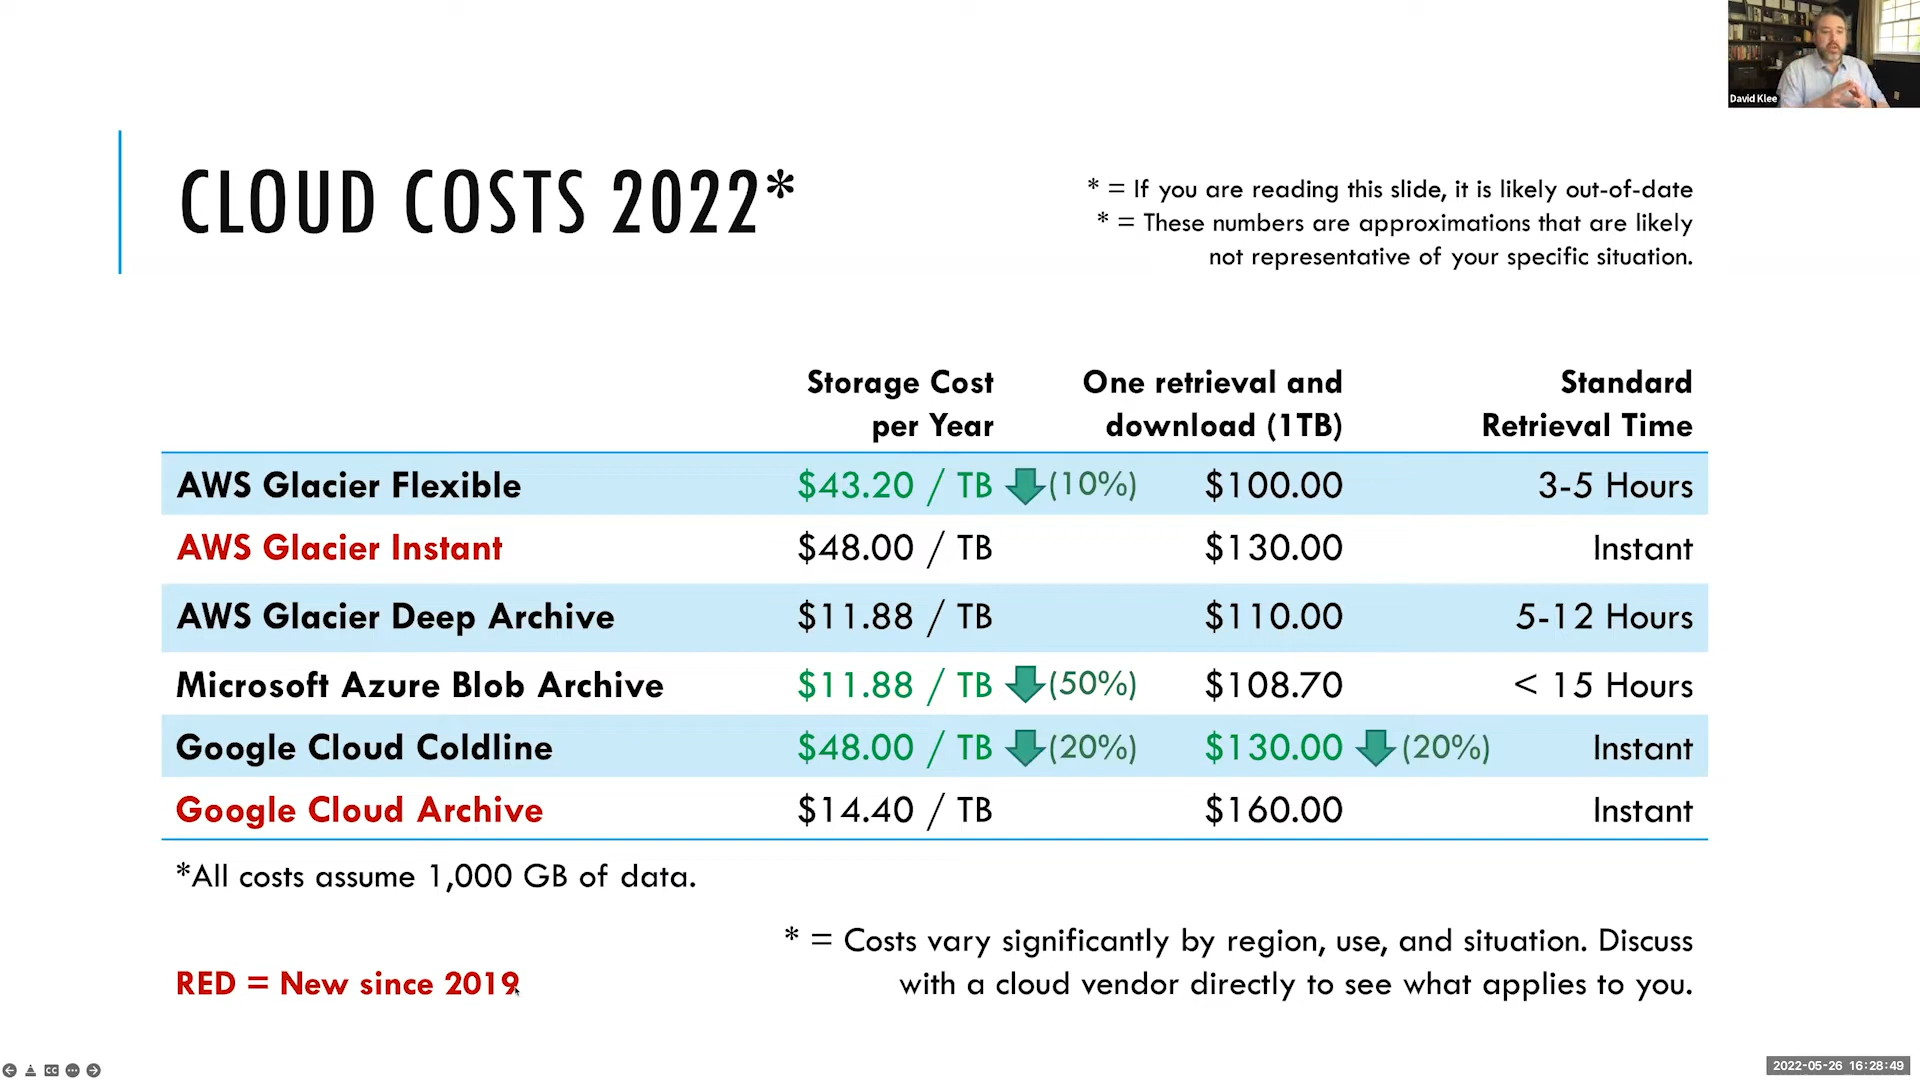 David Klee
CLOUD COSTS 2022*
* = If you are reading this slide, it is likely out-of-date
* = These numbers are approximations that are likely
not representative of your specific situation.
Storage Cost per Year One retrieval and download (1TB) Standard Retrieval Time
AWS Glacier Flexible $43.20 / TB (10%) $100.00 3-5 Hours
AWS Glacier Instant $48.00 / TB $130.00 Instant
AWS Glacier Deep Archive $11.88 / TB $110.00 5-12 Hours
Microsoft Azure Blob Archive $11.88 / TB (50%) $108.70 < 15 Hours
Google Cloud Coldline $48.00 / TB (20%) $130.00 (20%) Instant
Google Cloud Archive $14.40 / TB $160.00 Instant
*All costs assume 1,000 GB of data.
* = Costs vary significantly by region, use, and situation. Discuss
with a cloud vendor directly to see what applies to you.
RED = New since 2019
CC
2022-05-26 16:28:49